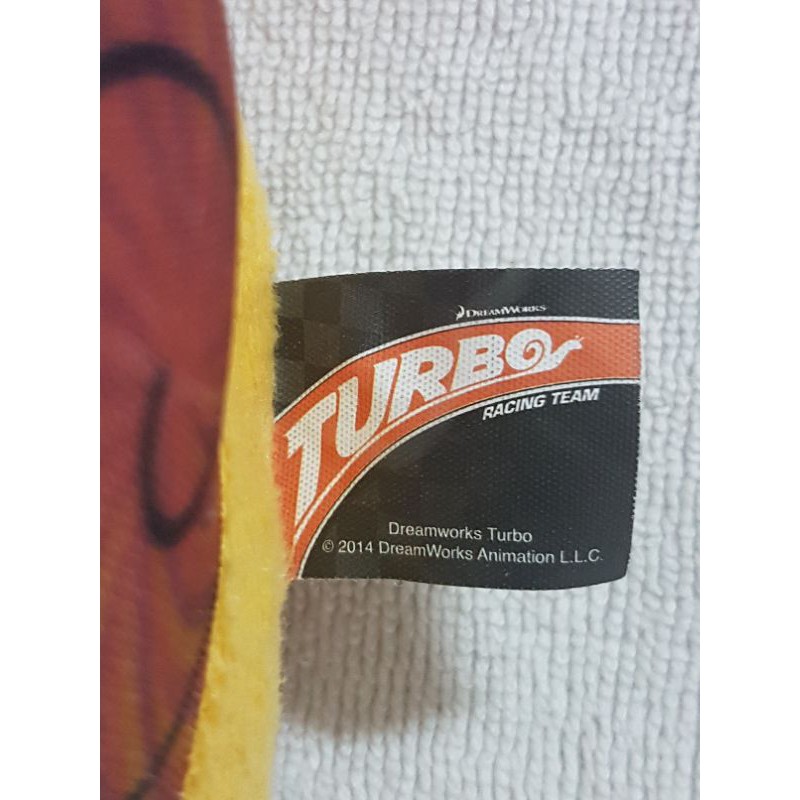 DREAMWORKS
TURBO
RACING TEAM
Dreamworks Turbo
© 2014 DreamWorks Animation L.L.C.